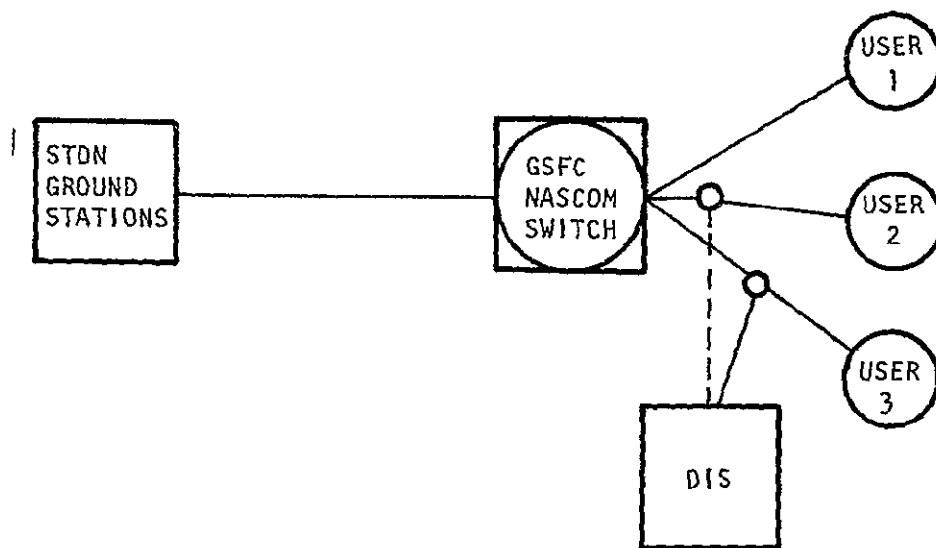 STDN
GROUND
STATIONS
GSFC
NASCOM
SWITCH
USER
1
USER
2
USER
3
DIS